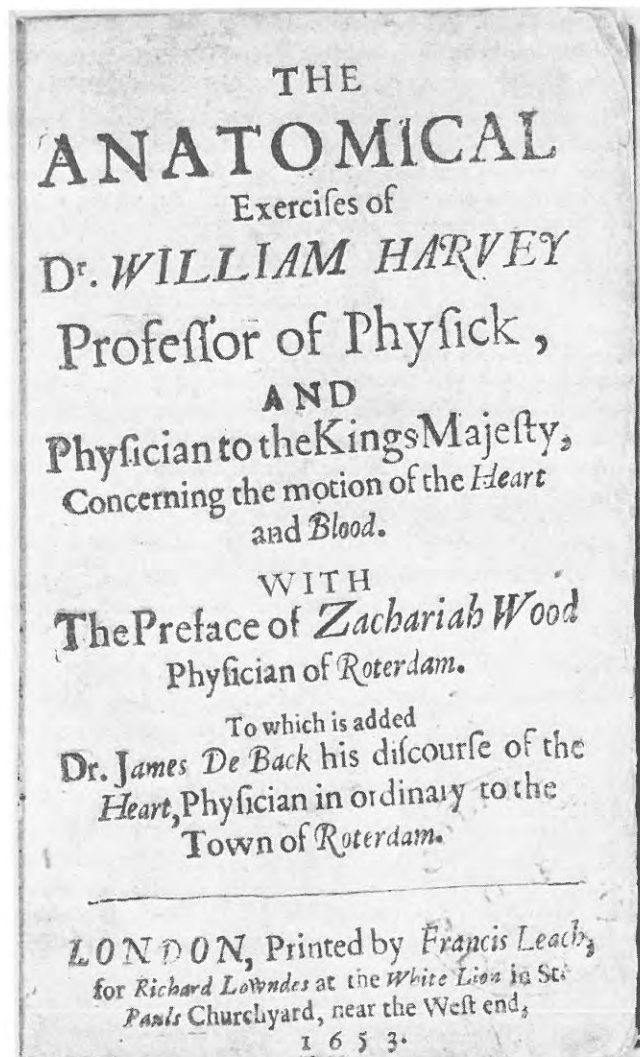 THE
ANATOMICAL
Exerciſes of
Dr. WILLIAM HARVEY
Profeſſor of Phyſick,
AND
Phyſician to the Kings Majeſty,
Concerning the motion of the Heart
and Blood.
WITH
The Preface of Zachariah Wood
Phyſician of Roterdam.
To which is added
Dr. James De Back his diſcourſe of the
Heart, Phyſician in ordinary to the
Town of Roterdam.
LONDON, Printed by Francis Leach,
for Richard Lowndes at the White Lion in St.
Pauls Churchyard, near the Weſt end,
1653.